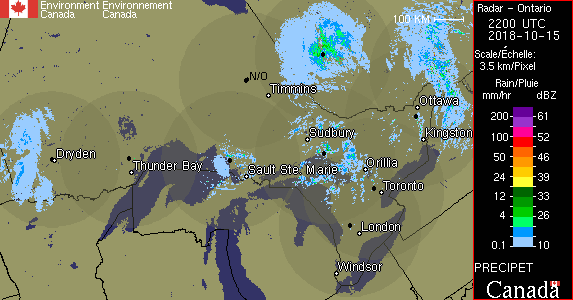 Environment Environnement
Canada Canada
100 KM
N/O
Timmins
Ottawa
Sudbury
Kingston
Dryden
Thunder Bay
Sault Ste. Marie
Orillia
Toronto
London
Windsor
Radar - Ontario
2200 UTC
2018-10-15
Scale/Échelle:
3.5 km/Pixel
Rain/Pluie
mm/hr dBZ
200 61
100 52
50 46
24 39
12 33
4 26
0.1 10
PRECIPET
Canada